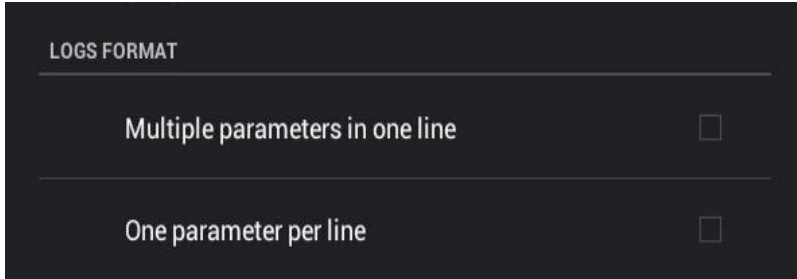 LOGS FORMAT
Multiple parameters in one line
One parameter per line